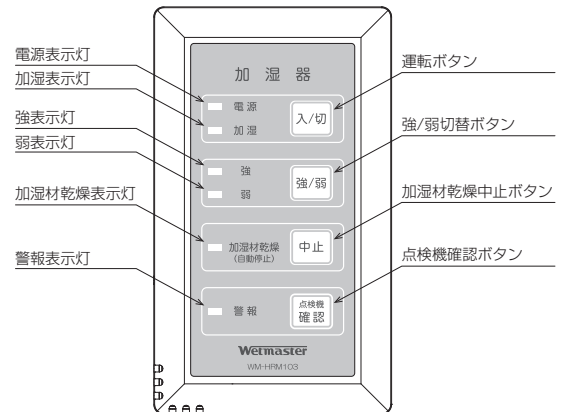 電源表示灯
加湿表示灯
強表示灯
弱表示灯
加湿材乾燥表示灯
警報表示灯
加湿器
電源
入/切
加湿
強
強/弱
弱
加湿材乾燥
(自動停止)
中止
警報
点検機
確認
Wetmaster
WM-HRM103
運転ボタン
強/弱切替ボタン
加湿材乾燥中止ボタン
点検機確認ボタン